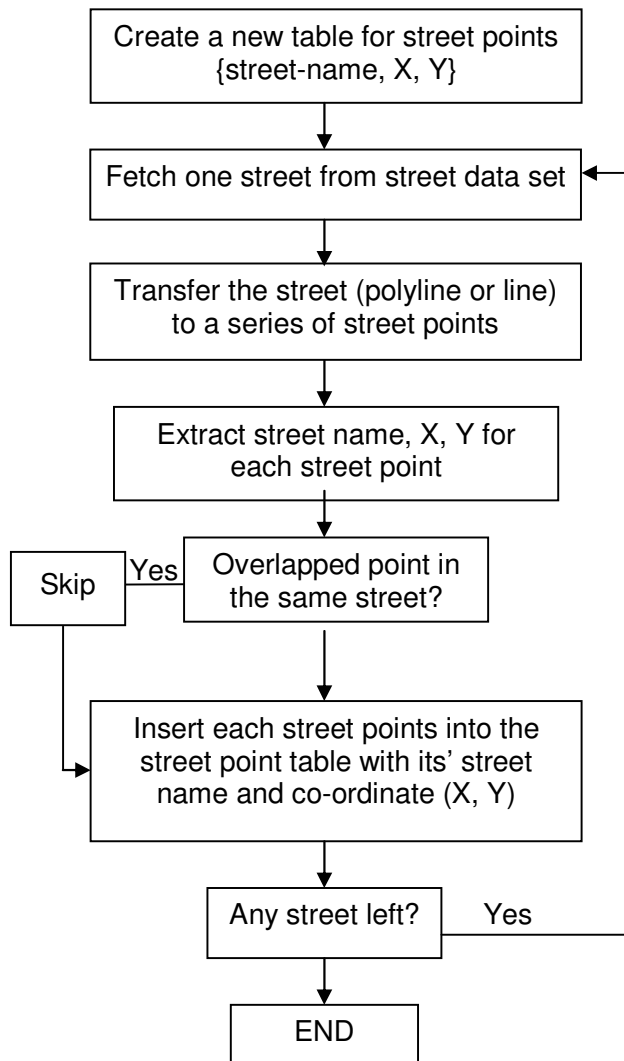 Create a new table for street points
{street-name, X, Y}
Fetch one street from street data set
Transfer the street (polyline or line)
to a series of street points
Extract street name, X, Y for
each street point
Skip
Yes
Overlapped point in
the same street?
Insert each street points into the
street point table with its' street
name and co-ordinate (X, Y)
Any street left?
Yes
END